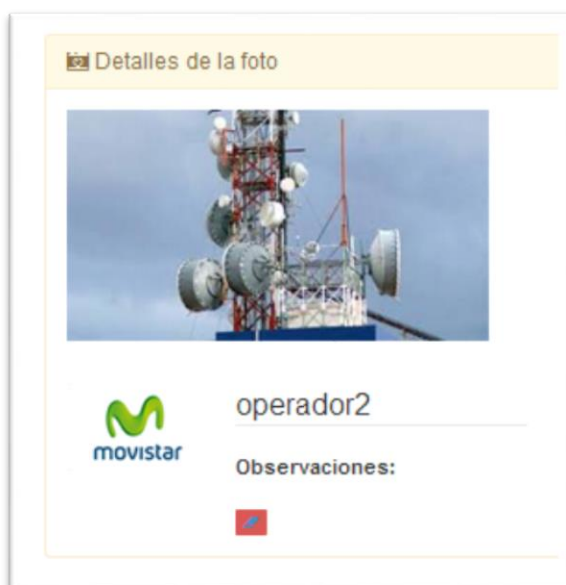 Detalles de la foto
movistar
operador2
Observaciones: